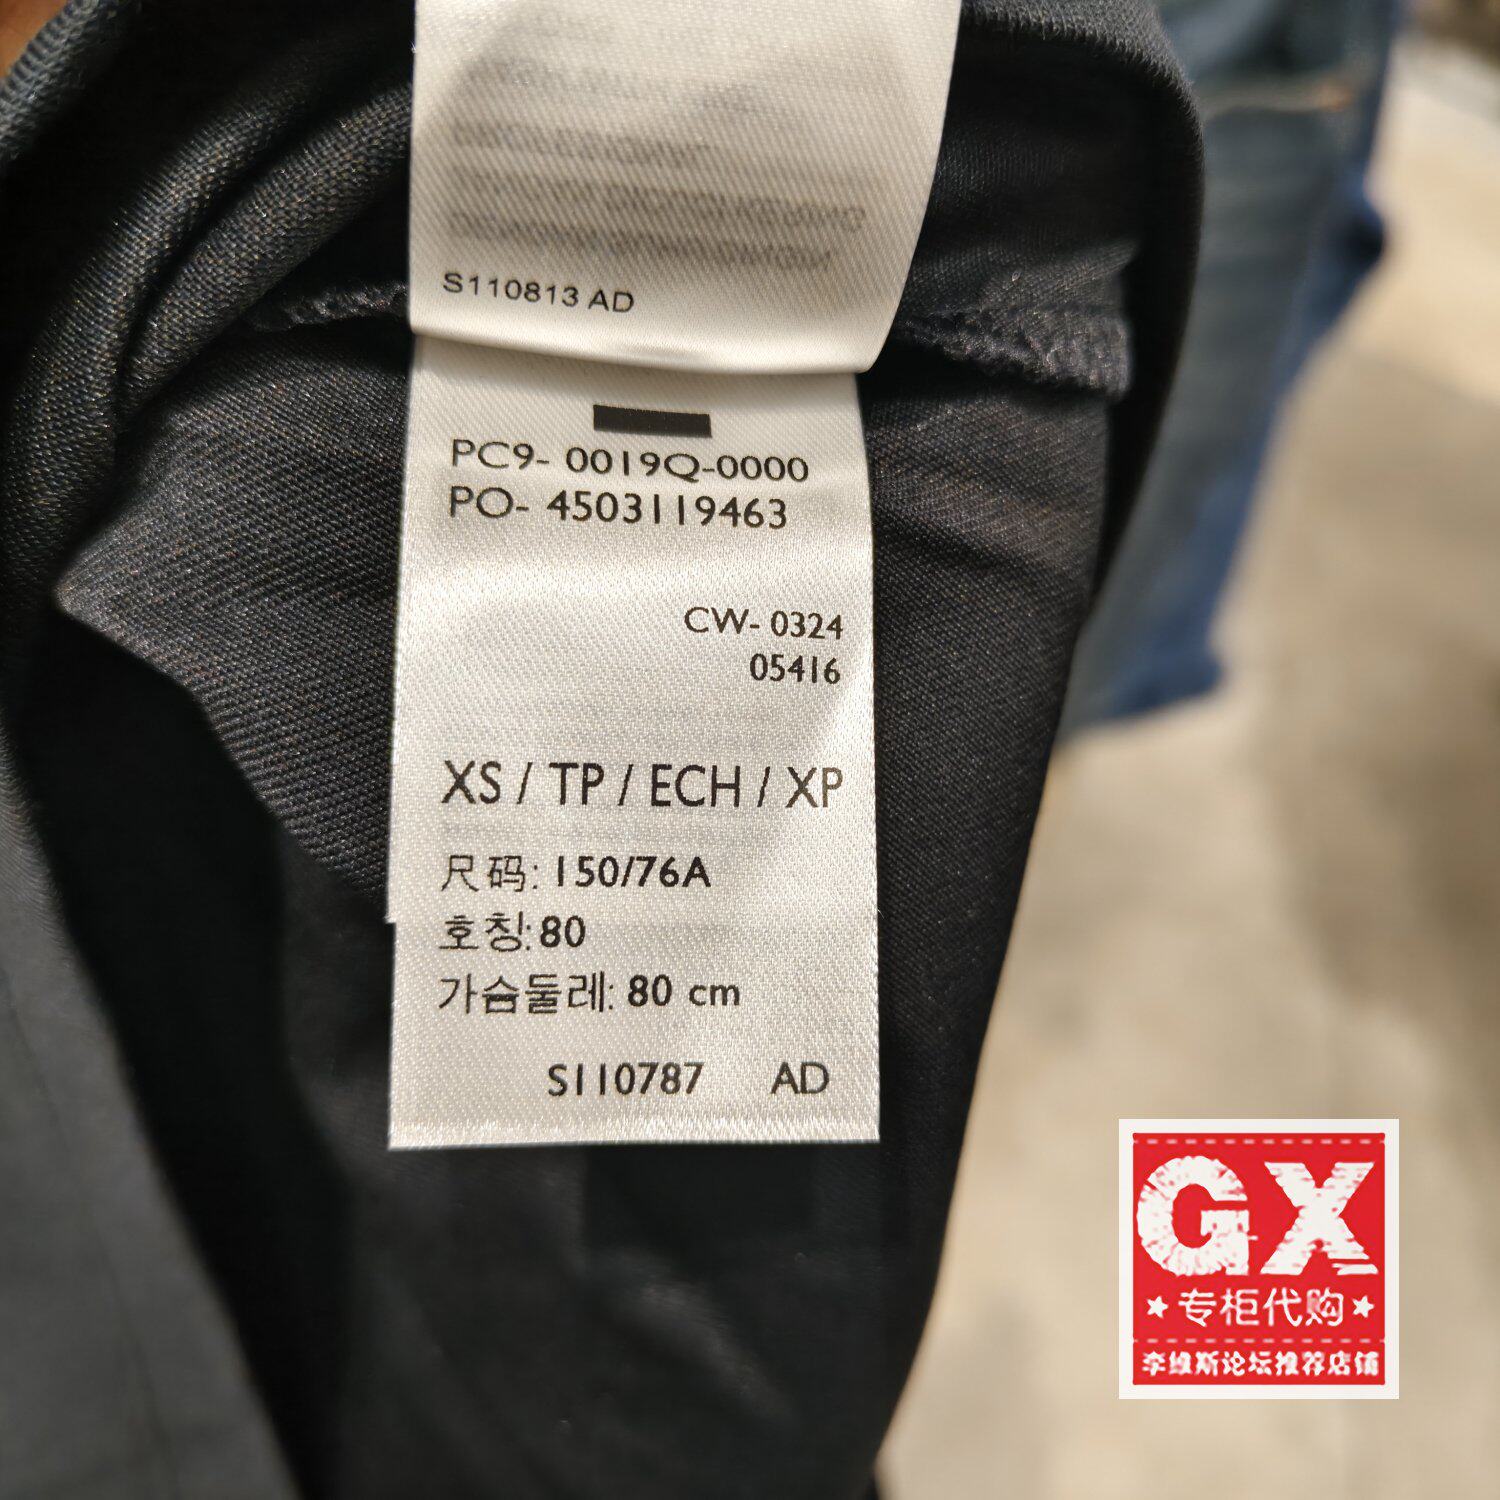 S110813 AD
PC9- 0019Q-0000
PO- 4503119463
CW- 0324
05416
XS / TP / ECH / XP
尺码: 150/76A
호칭: 80
가슴둘레: 80 cm
S110787 AD
GX
★专柜代购★
李维斯论坛推荐店铺